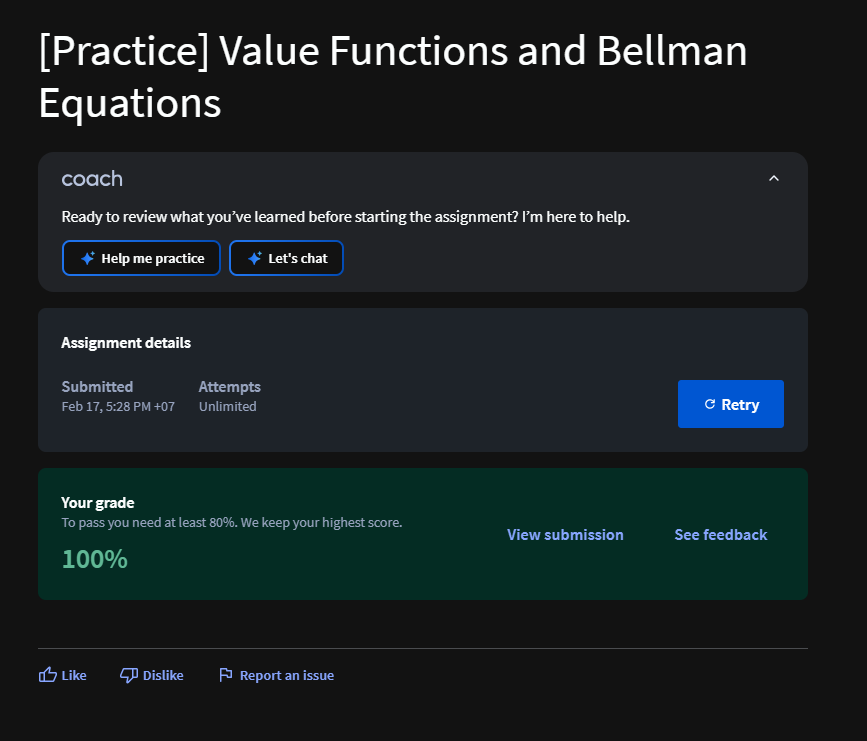 [Practice] Value Functions and Bellman
Equations
coach
Ready to review what you’ve learned before starting the assignment? I’m here to help.
Help me practice
Let's chat
Assignment details
Submitted
Feb 17, 5:28 PM +07
Attempts
Unlimited
Retry
Your grade
To pass you need at least 80%. We keep your highest score.
100%
View submission
See feedback
Like
Dislike
Report an issue